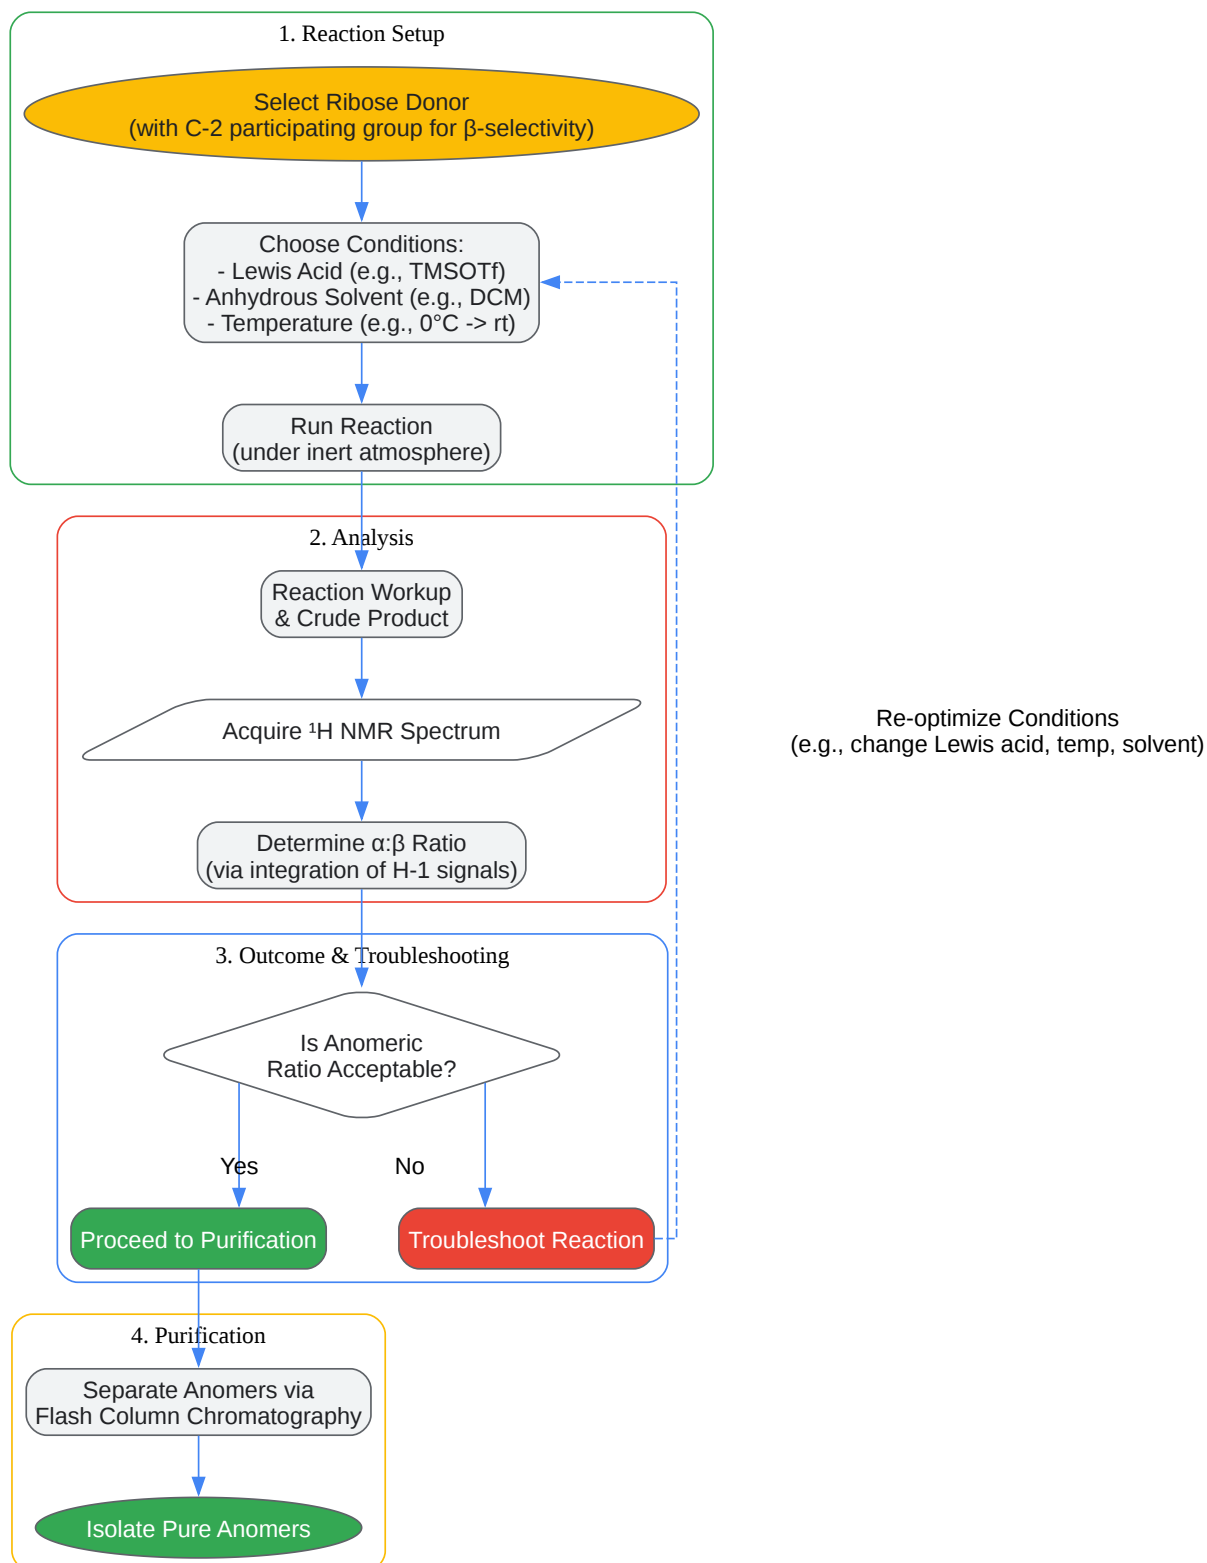 1. Reaction Setup
Select Ribose Donor
(with C-2 participating group for β-selectivity)
Choose Conditions:
- Lewis Acid (e.g., TMSOTf)
- Anhydrous Solvent (e.g., DCM)
- Temperature (e.g., 0°C -> rt)
Run Reaction
(under inert atmosphere)
2. Analysis
Reaction Workup
& Crude Product
Acquire ¹H NMR Spectrum
Re-optimize Conditions
(e.g., change Lewis acid, temp, solvent)
Determine α:β Ratio
(via integration of H-1 signals)
3. Outcome & Troubleshooting
Is Anomeric
Ratio Acceptable?
Yes
No
Proceed to Purification
Troubleshoot Reaction
4. Purification
Separate Anomers via
Flash Column Chromatography
Isolate Pure Anomers